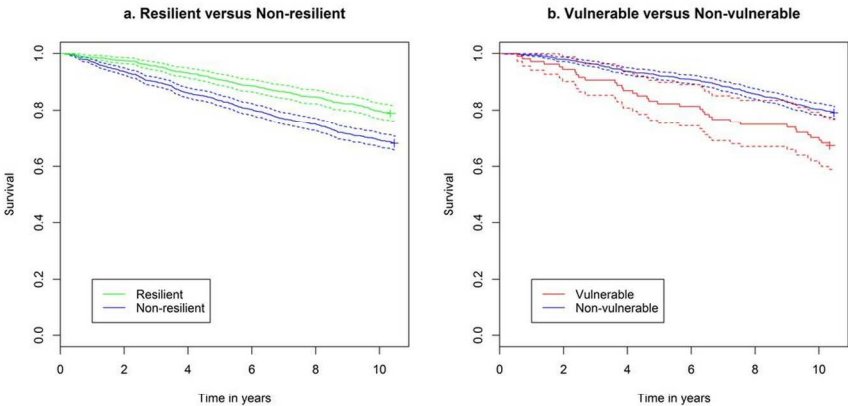 a. Resilient versus Non-resilient
1.0
0.8
0.6
0.4
0.2
0.0
Survival
Resilient
Non-resilient
0 2 4 6 8 10
Time in years
b. Vulnerable versus Non-vulnerable
1.0
0.8
0.6
0.4
0.2
0.0
Survival
Vulnerable
Non-vulnerable
0 2 4 6 8 10
Time in years